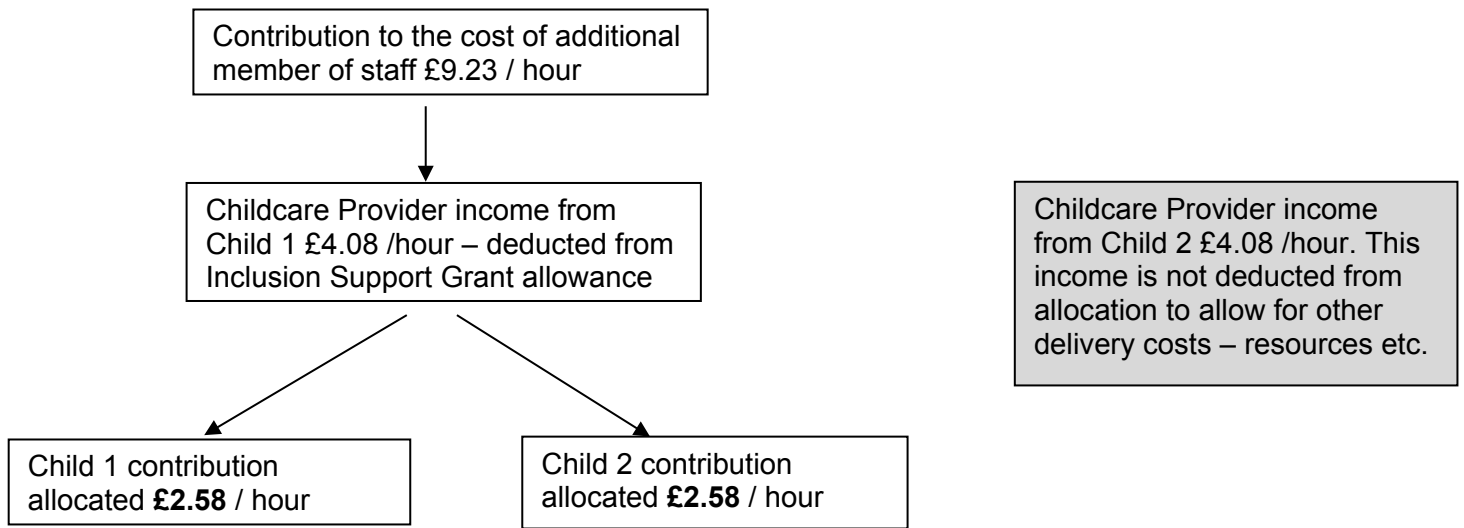 Contribution to the cost of additional
member of staff £9.23 / hour
Childcare Provider income from
Child 1 £4.08 /hour – deducted from
Inclusion Support Grant allowance
Childcare Provider income
from Child 2 £4.08 /hour. This
income is not deducted from
allocation to allow for other
delivery costs – resources etc.
Child 1 contribution
allocated £2.58 / hour
Child 2 contribution
allocated £2.58 / hour